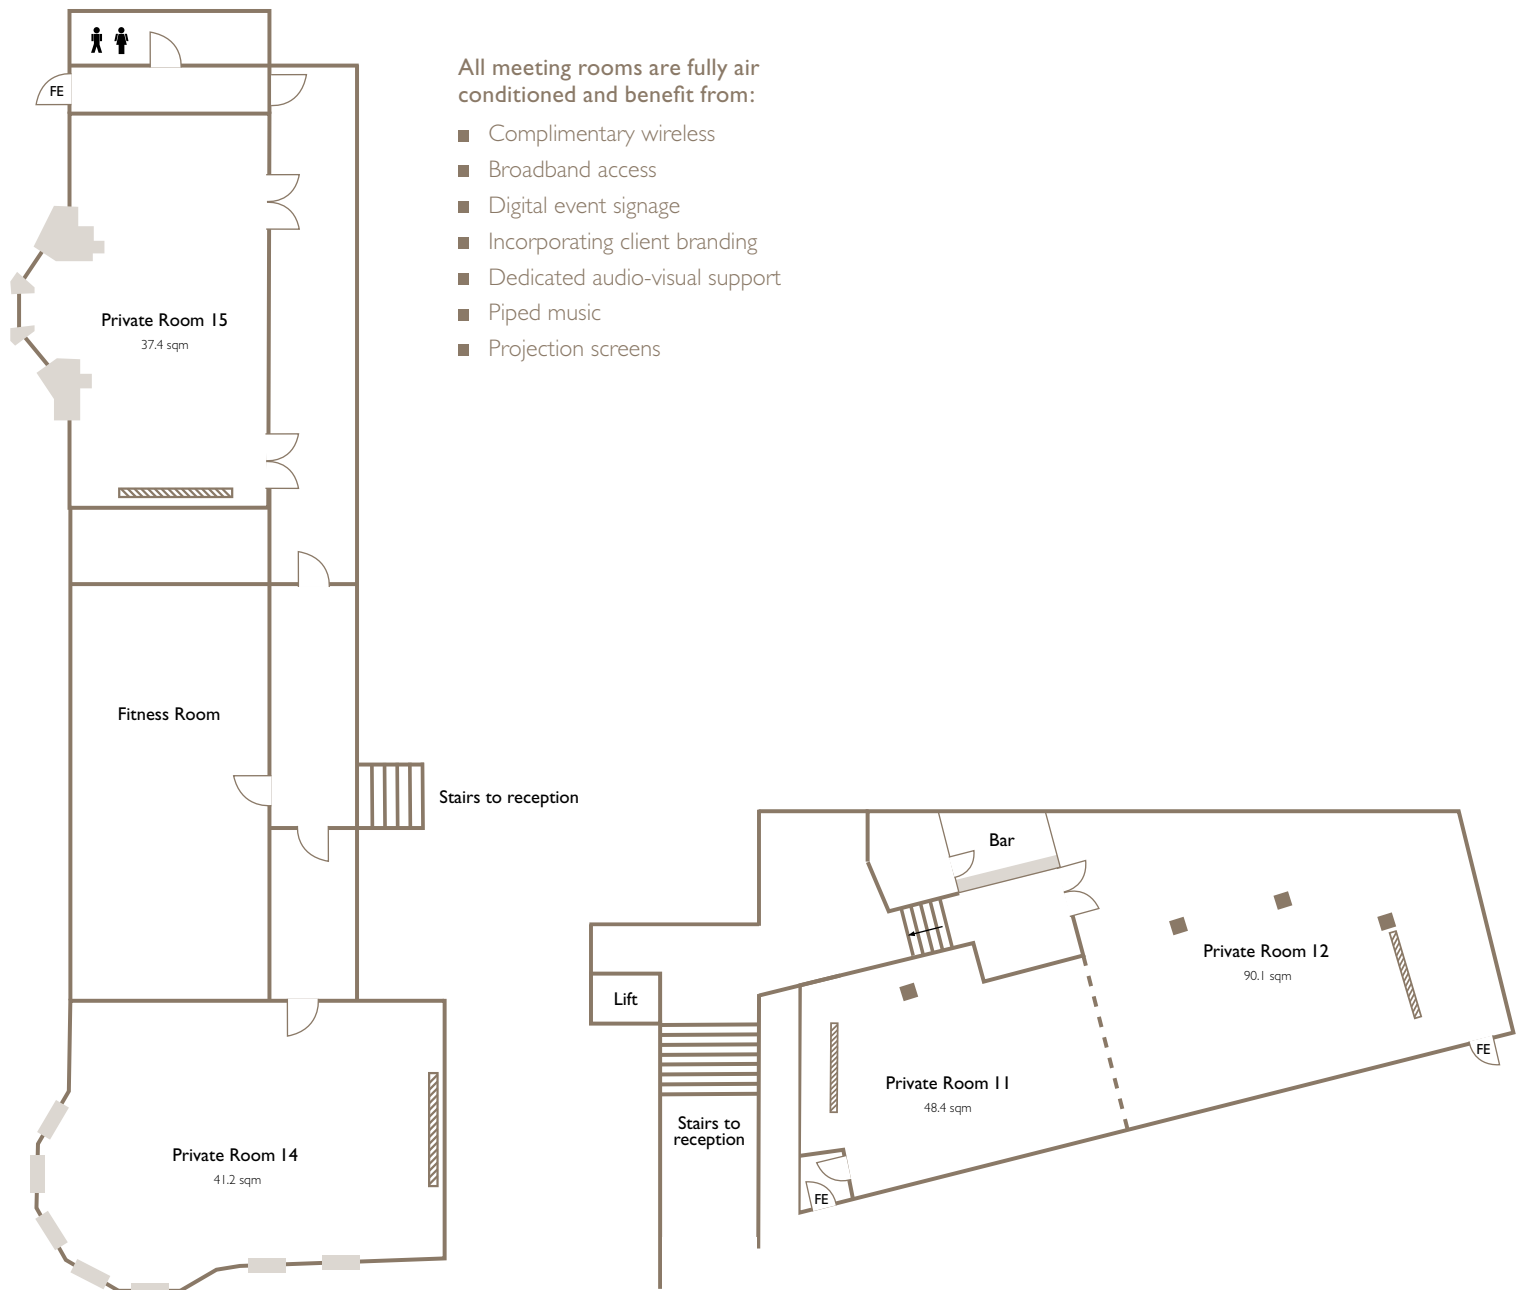 FE
All meeting rooms are fully air
conditioned and benefit from:
Complimentary wireless
Broadband access
Digital event signage
Incorporating client branding
Dedicated audio-visual support
Piped music
Projection screens
Private Room 15
37.4 sqm
Fitness Room
Stairs to reception
Bar
Private Room 12
90.1 sqm
Lift
FE
Private Room 11
48.4 sqm
Stairs to
reception
Private Room 14
41.2 sqm
FE